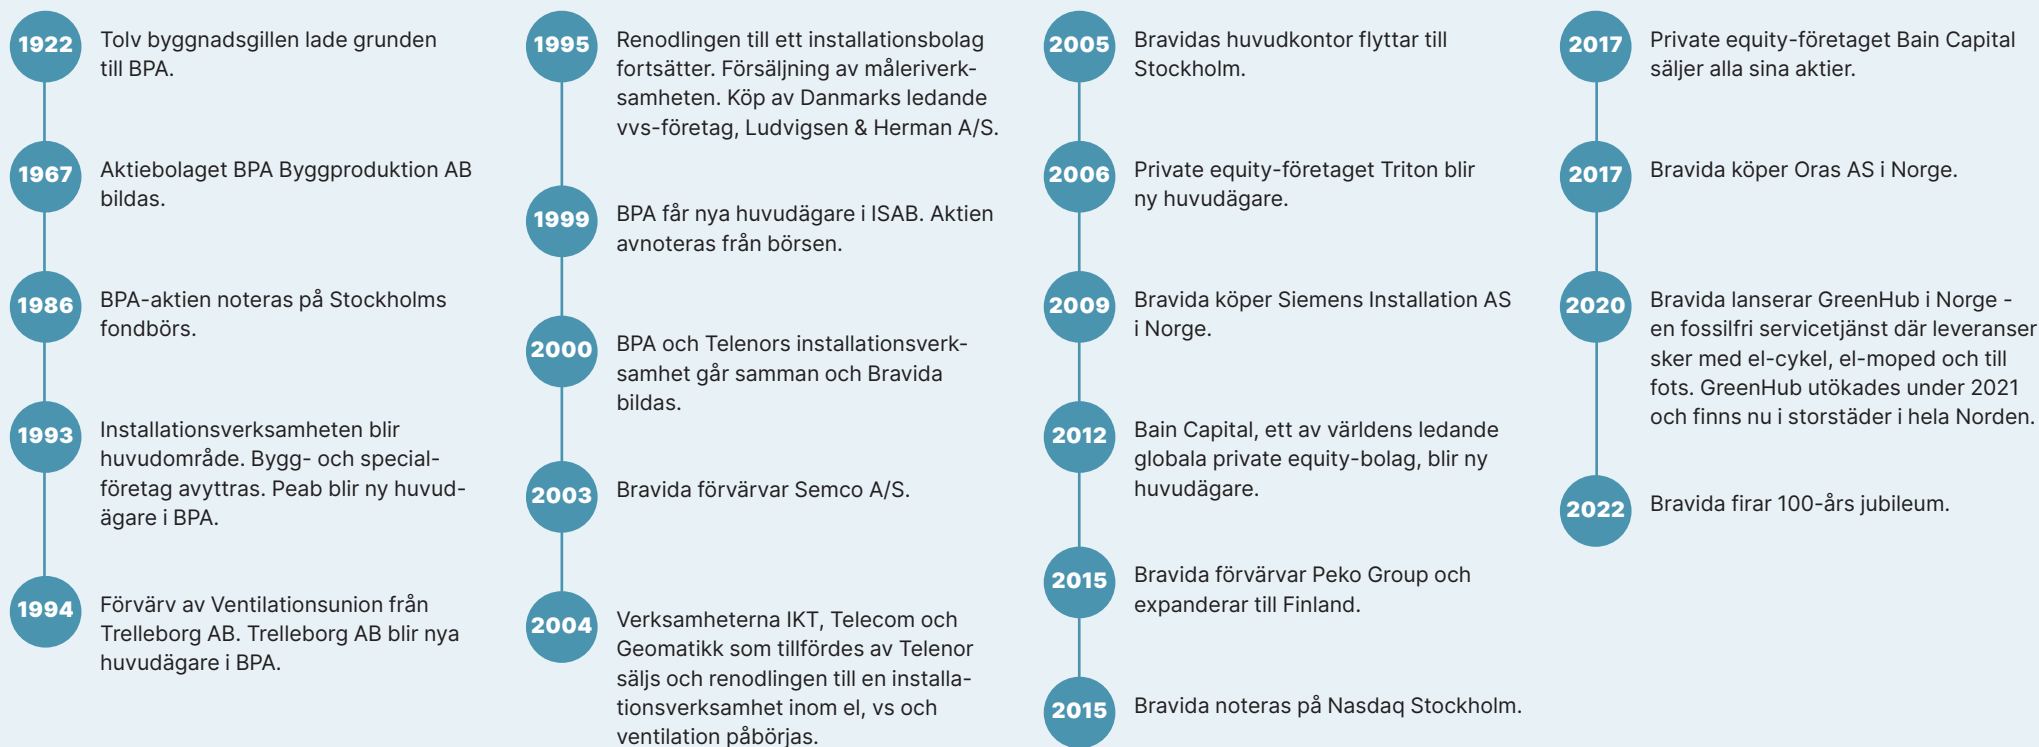 1922
Tolv byggnadsgillen lade grunden
till BPA.
1967
Aktiebolaget BPA Byggproduktion AB
bildas.
1986
BPA-aktien noteras på Stockholms
fondbörs.
1993
Installationsverksamheten blir
huvudområde. Bygg- och special-
företag avyttras. Peab blir ny huvud-
ägare i BPA.
1994
Förvärv av Ventilationsunion från
Trelleborg AB. Trelleborg AB blir nya
huvudägare i BPA.
1995
Renodlingen till ett installationsbolag
fortsätter. Försäljning av måleriverk-
samheten. Köp av Danmarks ledande
vvs-företag, Ludvigsen & Herman A/S.
1999
BPA får nya huvudägare i ISAB. Aktien
avnoteras från börsen.
2000
BPA och Telenors installationsverk-
samhet går samman och Bravida
bildas.
2003
Bravida förvärvar Semco A/S.
2004
Verksamheterna IKT, Telecom och
Geomatikk som tillfördes av Telenor
säljs och renodlingen till en installa-
tionsverksamhet inom el, vs och
ventilation påbörjas.
2005
Bravidas huvudkontor flyttar till
Stockholm.
2006
Private equity-företaget Triton blir
ny huvudägare.
2009
Bravida köper Siemens Installation AS
i Norge.
2012
Bain Capital, ett av världens ledande
globala private equity-bolag, blir ny
huvudägare.
2015
Bravida förvärvar Peko Group och
expanderar till Finland.
2015
Bravida noteras på Nasdaq Stockholm.
2017
Private equity-företaget Bain Capital
säljer alla sina aktier.
2017
Bravida köper Oras AS i Norge.
2020
Bravida lanserar GreenHub i Norge -
en fossilfri servicetjänst där leveranser
sker med el-cykel, el-moped och till
fots. GreenHub utökades under 2021
och finns nu i storstäder i hela Norden.
2022
Bravida firar 100-års jubileum.